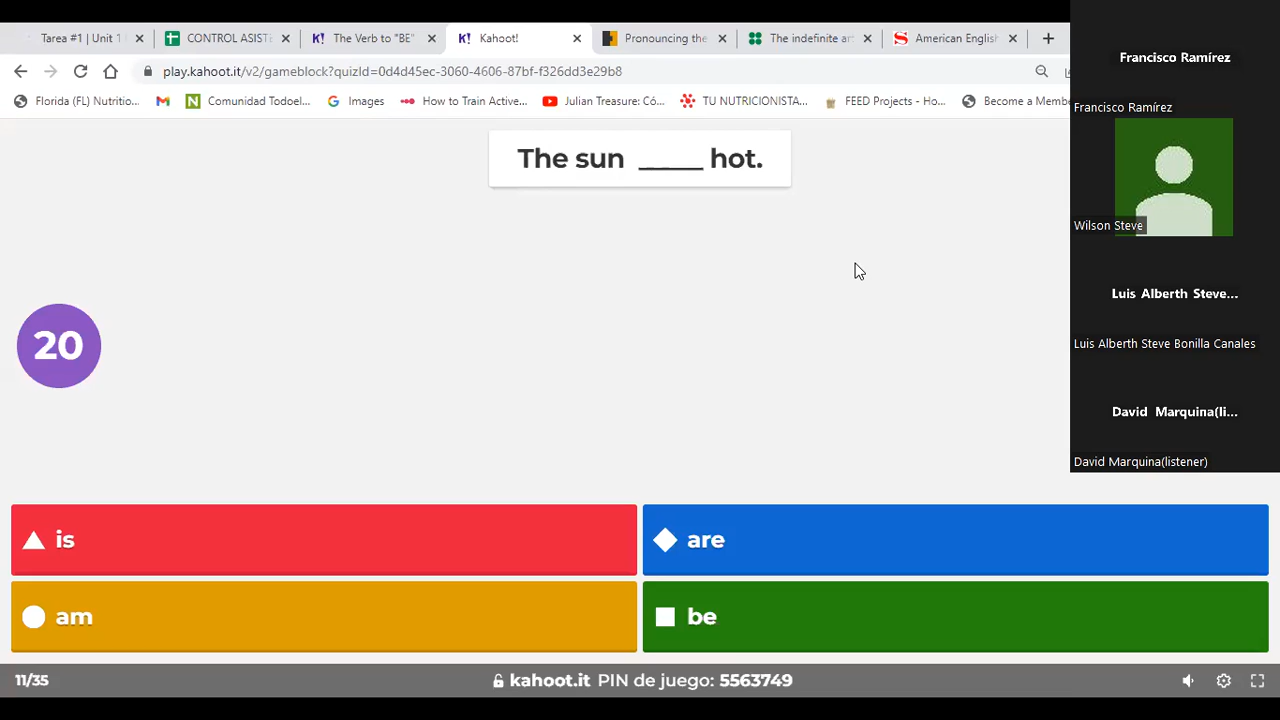 Tarea #1 | Unit 1
CONTROL ASIST
The Verb to "BE"
Kahoot!
Pronouncing the
The indefinite ar
American English
play.kahoot.it/v2/gameblock?quizId=0d4d45ec-3060-4606-87bf-f326dd3e29b8
Florida (FL) Nutritio...
Comunidad Todoel...
Images
How to Train Active...
Julian Treasure: Có...
TU NUTRICIONISTA...
FEED Projects - Ho...
Become a Memb
The sun _____ hot.
20
is
are
am
be
11/35
kahoot.it PIN de juego: 5563749
Francisco Ramírez
Francisco Ramírez
Wilson Steve
Luis Alberth Steve...
Luis Alberth Steve Bonilla Canales
David Marquina(li...
David Marquina(listener)